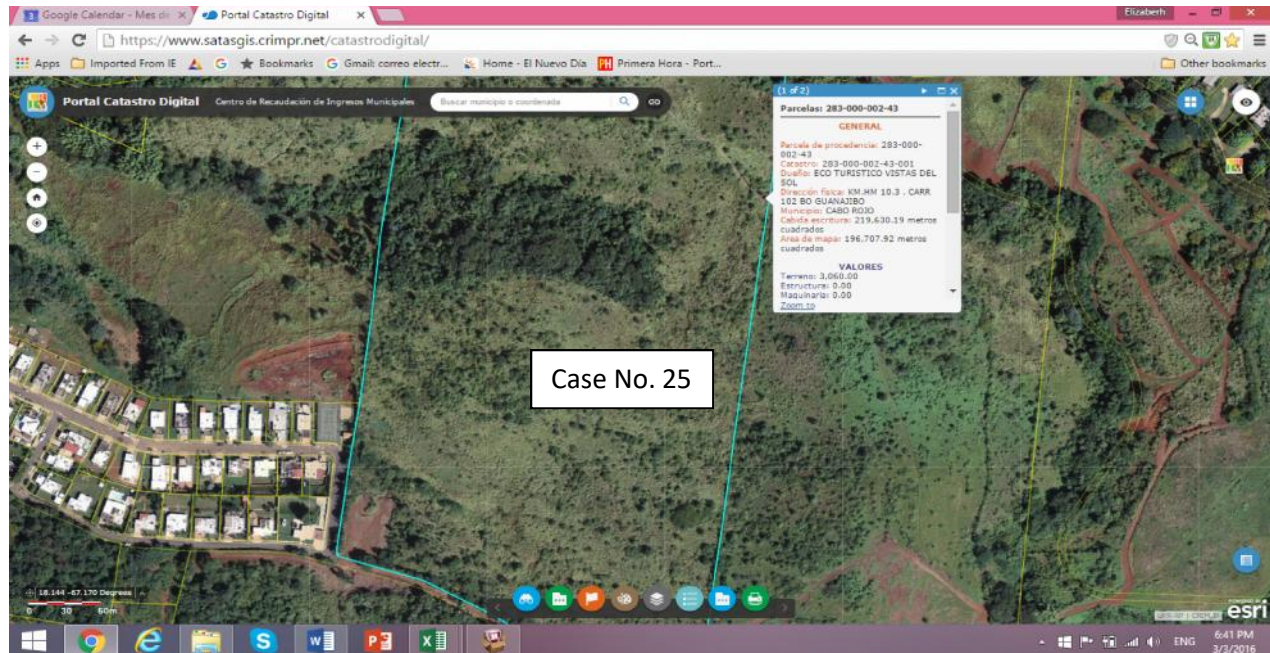 Google Calendar - Mes de
Portal Catastro Digital
Elizaberh
https://www.satasgis.crimpr.net/catastrodigital/
Apps Imported From IE G Bookmarks Gmail: correo electr... Home - El Nuevo Día PH Primera Hora - Port... Other bookmarks
Portal Catastro Digital Centro de Recaudación de Ingresos Municipales Buscar municipio o coordenada
(1 of 2)
Parcelas: 283-000-002-43
GENERAL
Parcela de procedencia: 283-000-
002-43
Catastro: 283-000-002-43-001
Dueño: ECO TURISTICO VISTAS DEL
SOL
Dirección física: KM.HM 10.3 . CARR
102 BO GUANAJIBO
Municipio: CABO ROJO
Cabida escritura: 219,630.19 metros
cuadrados
Area de mapa: 196,707.92 metros
cuadrados
VALORES
Terreno: 3,060.00
Estructura: 0.00
Maquinaria: 0.00
Zoom to
Case No. 25
18.144 -67.170 Degrees
0 30 60m
esri
ENG
6:41 PM
3/3/2016